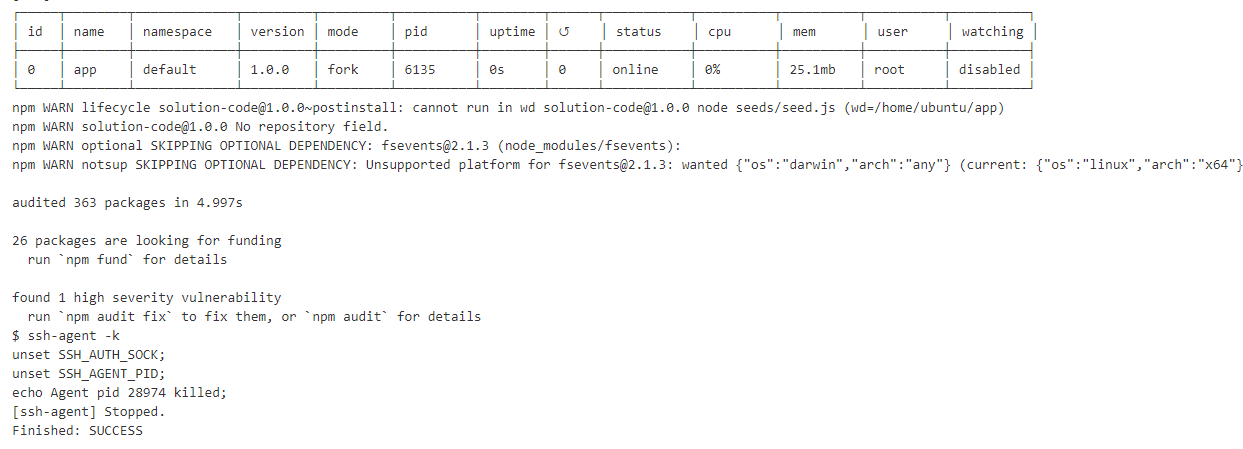 id name namespace version mode pid uptime ↺ status cpu mem user watching
0 app default 1.0.0 fork 6135 0s 0 online 0% 25.1mb root disabled
npm WARN lifecycle solution-code@1.0.0~postinstall: cannot run in wd solution-code@1.0.0 node seeds/seed.js (wd=/home/ubuntu/app)
npm WARN solution-code@1.0.0 No repository field.
npm WARN optional SKIPPING OPTIONAL DEPENDENCY: fsevents@2.1.3 (node_modules/fsevents):
npm WARN notsup SKIPPING OPTIONAL DEPENDENCY: Unsupported platform for fsevents@2.1.3: wanted {"os":"darwin","arch":"any"} (current: {"os":"linux","arch":"x64"}
audited 363 packages in 4.997s
26 packages are looking for funding
run `npm fund` for details
found 1 high severity vulnerability
run `npm audit fix` to fix them, or `npm audit` for details
$ ssh-agent -k
unset SSH_AUTH_SOCK;
unset SSH_AGENT_PID;
echo Agent pid 28974 killed;
[ssh-agent] Stopped.
Finished: SUCCESS